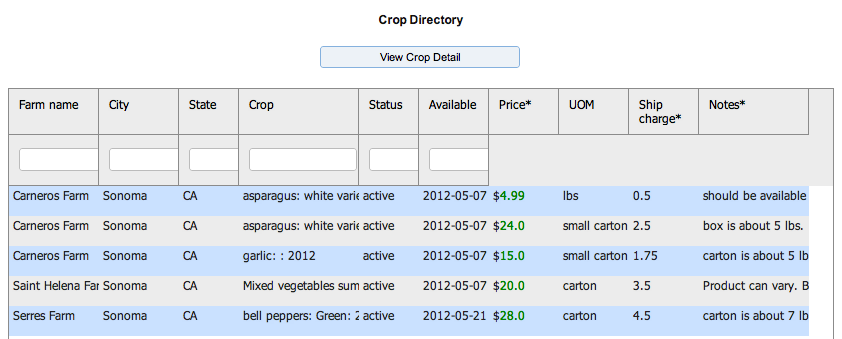 Crop Directory
View Crop Detail
Farm name City State Crop Status Available Price* UOM Ship charge* Notes*
Carneros Farm Sonoma CA asparagus: white varie active 2012-05-07 $4.99 lbs 0.5 should be available
Carneros Farm Sonoma CA asparagus: white varie active 2012-05-07 $24.0 small carton 2.5 box is about 5 lbs.
Carneros Farm Sonoma CA garlic: : 2012 active 2012-05-07 $15.0 small carton 1.75 carton is about 5 lb
Saint Helena Far Sonoma CA Mixed vegetables sum active 2012-05-07 $20.0 carton 3.5 Product can vary. B
Serres Farm Sonoma CA bell peppers: Green: 2 active 2012-05-21 $28.0 carton 4.5 carton is about 7 lb